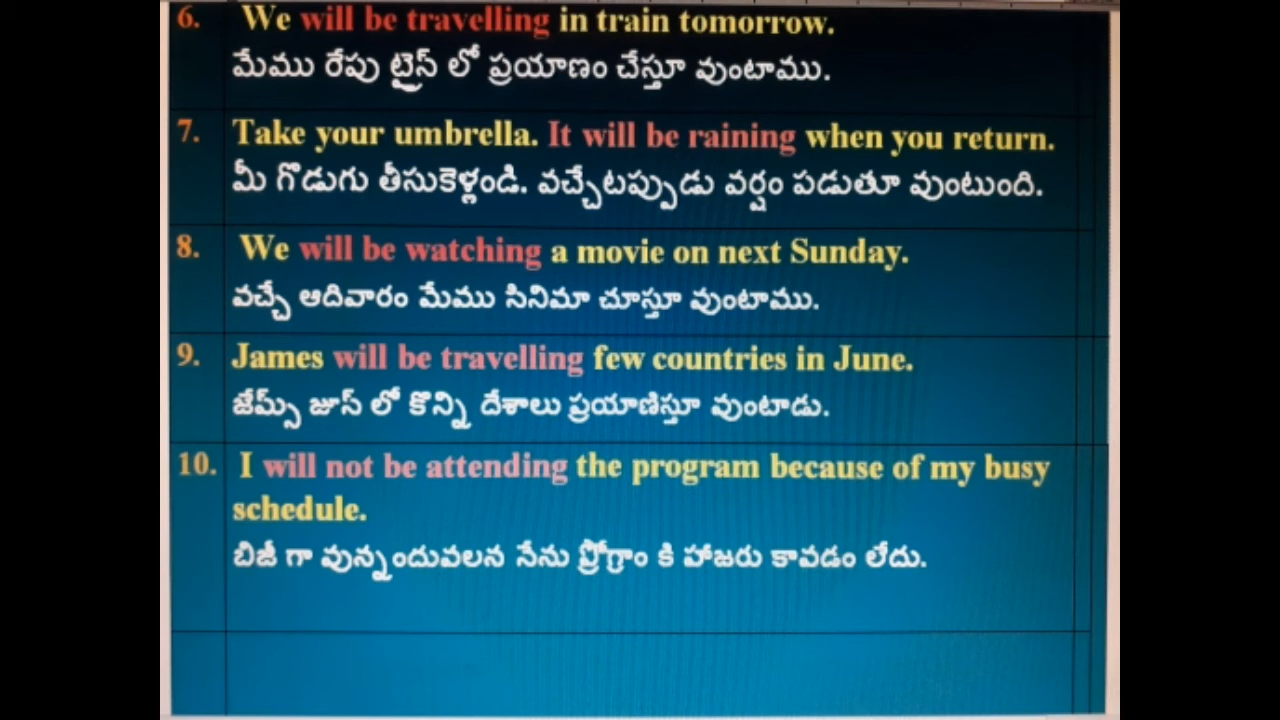 6. We will be travelling in train tomorrow.
మేము రేపు ట్రైన్ లో ప్రయాణం చేస్తూ వుంటాము.
7. Take your umbrella. It will be raining when you return.
మీ గొడుగు తీసుకెళ్లండి. వచ్చేటప్పుడు వర్షం పడుతూ వుంటుంది.
8. We will be watching a movie on next Sunday.
వచ్చే ఆదివారం మేము సినిమా చూస్తూ వుంటాము.
9. James will be travelling few countries in June.
జేమ్స్ జూన్ లో కొన్ని దేశాలు ప్రయాణిస్తూ వుంటాడు.
10. I will not be attending the program because of my busy
schedule.
బిజీ గా వున్నందువలన నేను ప్రోగ్రాం కి హాజరు కావడం లేదు.